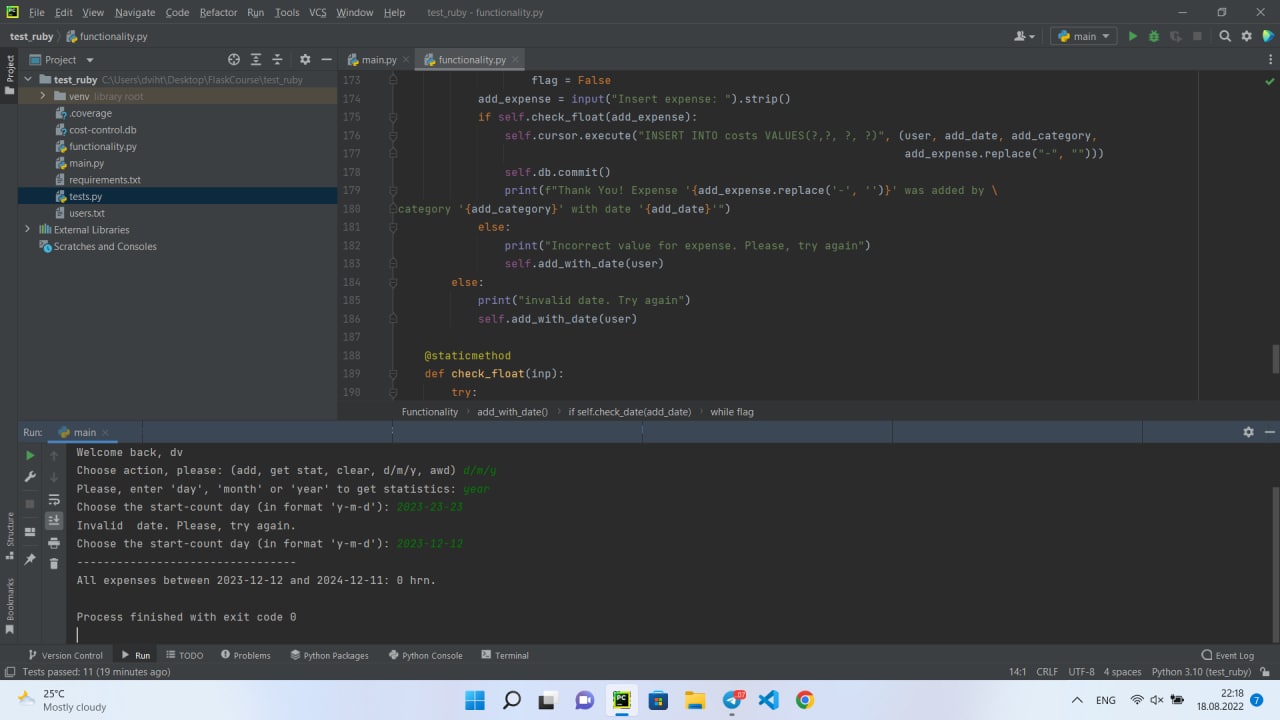 File Edit View Navigate Code Refactor Run Tools VCS Window Help test_ruby - functionality.py
test_ruby functionality.py main
Project main.py functionality.py
Project
test_ruby C:\Users\dviht\Desktop\FlaskCourse\test_ruby
venv library root
.coverage
cost-control.db
functionality.py
main.py
requirements.txt
tests.py
users.txt
External Libraries
Scratches and Consoles
173 flag = False
174 add_expense = input("Insert expense: ").strip()
175 if self.check_float(add_expense):
176 self.cursor.execute("INSERT INTO costs VALUES(?,?, ?, ?)", (user, add_date, add_category,
177 add_expense.replace("-", "")))
178 self.db.commit()
179 print(f"Thank You! Expense '{add_expense.replace('-', '')}' was added by \
180 category '{add_category}' with date '{add_date}'")
181 else:
182 print("Incorrect value for expense. Please, try again")
183 self.add_with_date(user)
184 else:
185 print("invalid date. Try again")
186 self.add_with_date(user)
187
188 @staticmethod
189 def check_float(inp):
190 try:
Functionality add_with_date() if self.check_date(add_date) while flag
Run: main
Welcome back, dv
Choose action, please: (add, get stat, clear, d/m/y, awd) d/m/y
Please, enter 'day', 'month' or 'year' to get statistics: year
Choose the start-count day (in format 'y-m-d'): 2023-23-23
Invalid  date. Please, try again.
Choose the start-count day (in format 'y-m-d'): 2023-12-12
--------------------------------
All expenses between 2023-12-12 and 2024-12-11: 0 hrn.
Process finished with exit code 0
Structure
Bookmarks
Version Control Run TODO Problems Python Packages Python Console Terminal Event Log
Tests passed: 11 (19 minutes ago) 14:1 CRLF UTF-8 4 spaces Python 3.10 (test_ruby)
25°C
Mostly cloudy
PC
07
ENG
22:18
18.08.2022
7